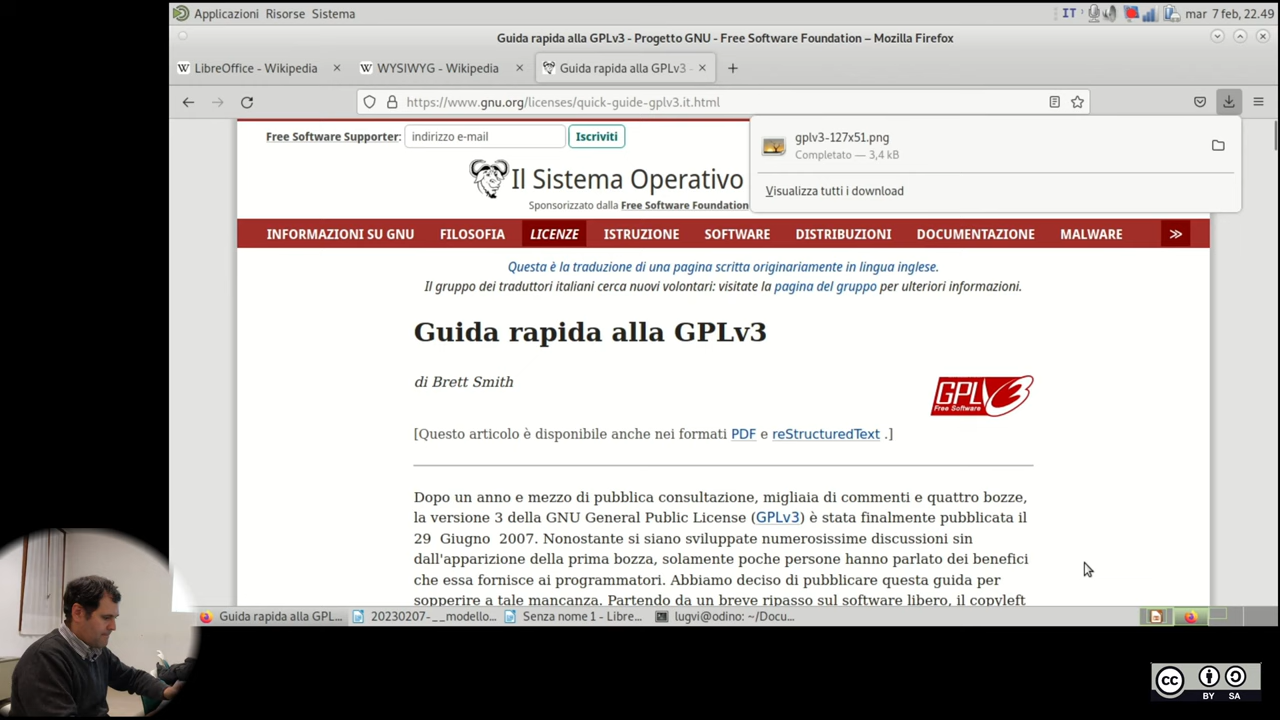 Applicazioni Risorse Sistema
IT
mar 7 feb, 22.49
Guida rapida alla GPLv3 - Progetto GNU - Free Software Foundation – Mozilla Firefox
LibreOffice - Wikipedia
WYSIWYG - Wikipedia
Guida rapida alla GPLv3 -
https://www.gnu.org/licenses/quick-guide-gplv3.it.html
Free Software Supporter: indirizzo e-mail Iscriviti
gplv3-127x51.png
Completato — 3,4 kB
Visualizza tutti i download
Il Sistema Operativo
Sponsorizzato dalla Free Software Foundation
INFORMAZIONI SU GNU FILOSOFIA LICENZE ISTRUZIONE SOFTWARE DISTRIBUZIONI DOCUMENTAZIONE MALWARE
Questa è la traduzione di una pagina scritta originariamente in lingua inglese.
Il gruppo dei traduttori italiani cerca nuovi volontari: visitate la pagina del gruppo per ulteriori informazioni.
Guida rapida alla GPLv3
di Brett Smith
GPLV3
Free Software
[Questo articolo è disponibile anche nei formati PDF e reStructuredText .]
Dopo un anno e mezzo di pubblica consultazione, migliaia di commenti e quattro bozze,
la versione 3 della GNU General Public License (GPLv3) è stata finalmente pubblicata il
29 Giugno 2007. Nonostante si siano sviluppate numerosissime discussioni sin
dall'apparizione della prima bozza, solamente poche persone hanno parlato dei benefici
che essa fornisce ai programmatori. Abbiamo deciso di pubblicare questa guida per
sopperire a tale mancanza. Partendo da un breve ripasso sul software libero, il copyleft
Guida rapida alla GPL...
20230207-__modello...
Senza nome 1 - Libre...
lugvi@odino: ~/Docu...
cc
BY SA